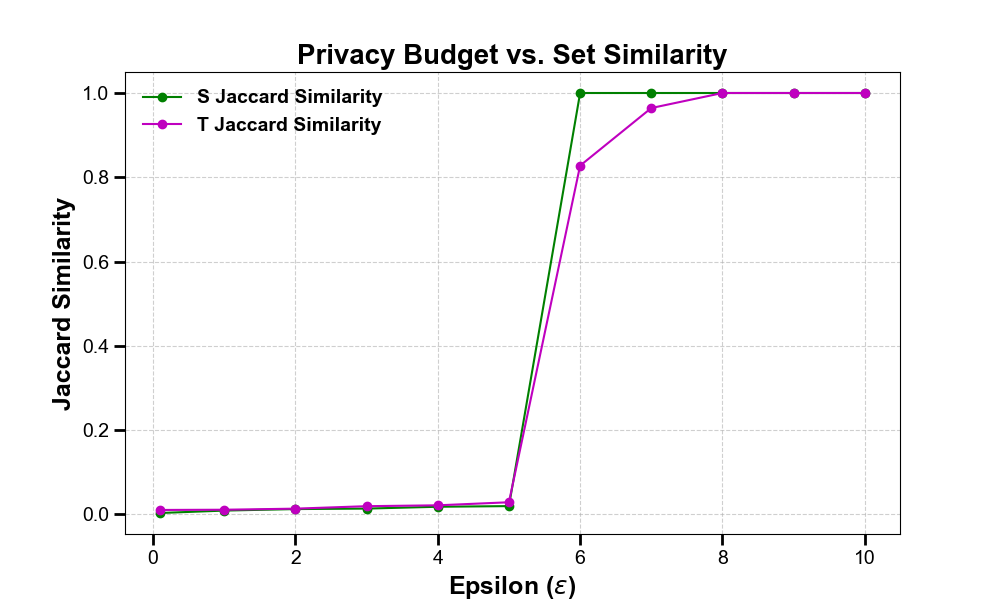 Privacy Budget vs. Set Similarity
S Jaccard Similarity
T Jaccard Similarity
Jaccard Similarity
1.0
0.8
0.6
0.4
0.2
0.0
0 2 4 6 8 10
Epsilon (ε)